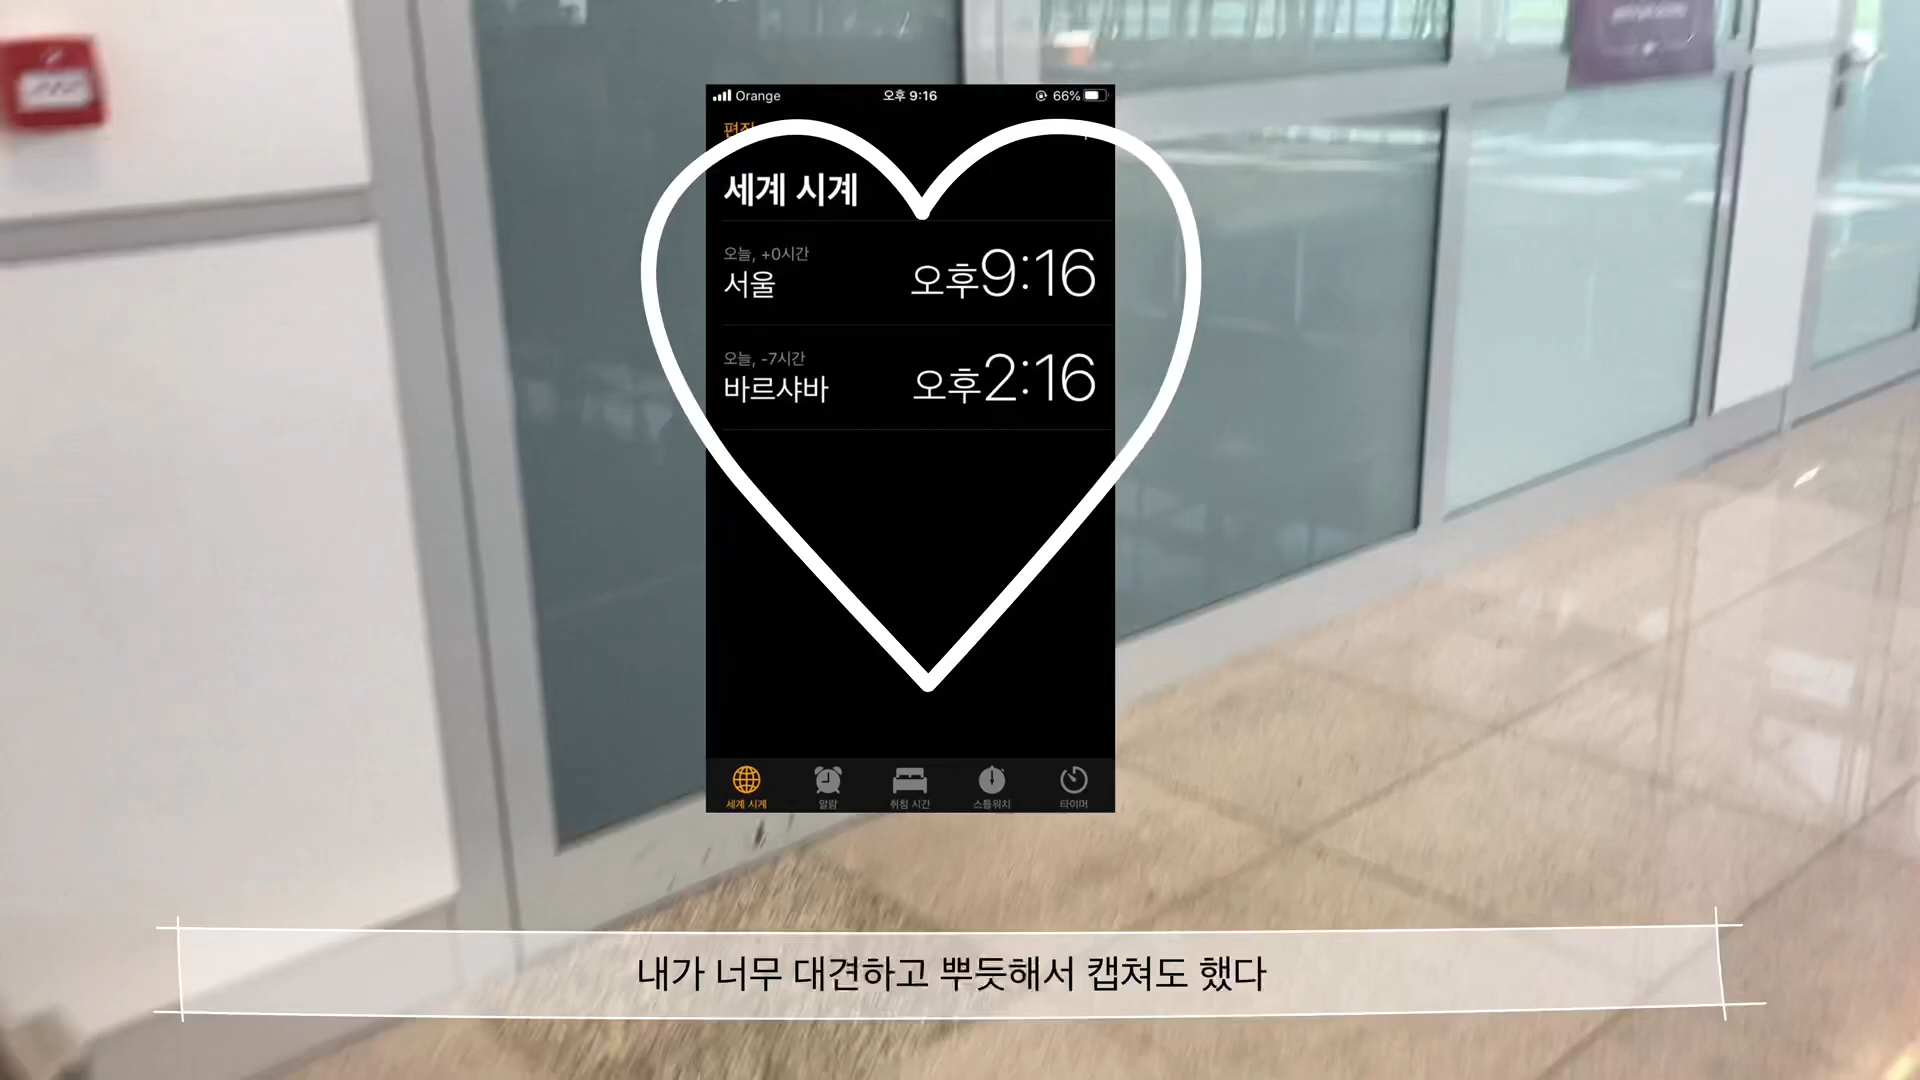 Orange 오후 9:16 66%
세계 시계
오늘, +0시간
서울 오후9:16
오늘, -7시간
바르샤바 오후2:16
세계 시계 알람 취침 시간 스톱워치 타이머
내가 너무 대견하고 뿌듯해서 캡쳐도 했다